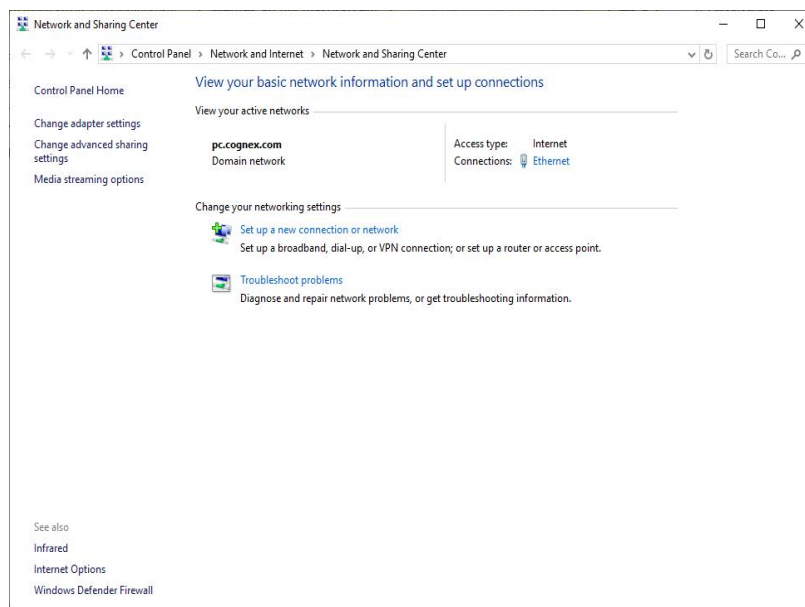 Network and Sharing Center
Control Panel > Network and Internet > Network and Sharing Center
Search Co...
Control Panel Home
Change adapter settings
Change advanced sharing
settings
Media streaming options
View your basic network information and set up connections
View your active networks
pc.cognex.com
Domain network
Access type: Internet
Connections: Ethernet
Change your networking settings
Set up a new connection or network
Set up a broadband, dial-up, or VPN connection; or set up a router or access point.
Troubleshoot problems
Diagnose and repair network problems, or get troubleshooting information.
See also
Infrared
Internet Options
Windows Defender Firewall